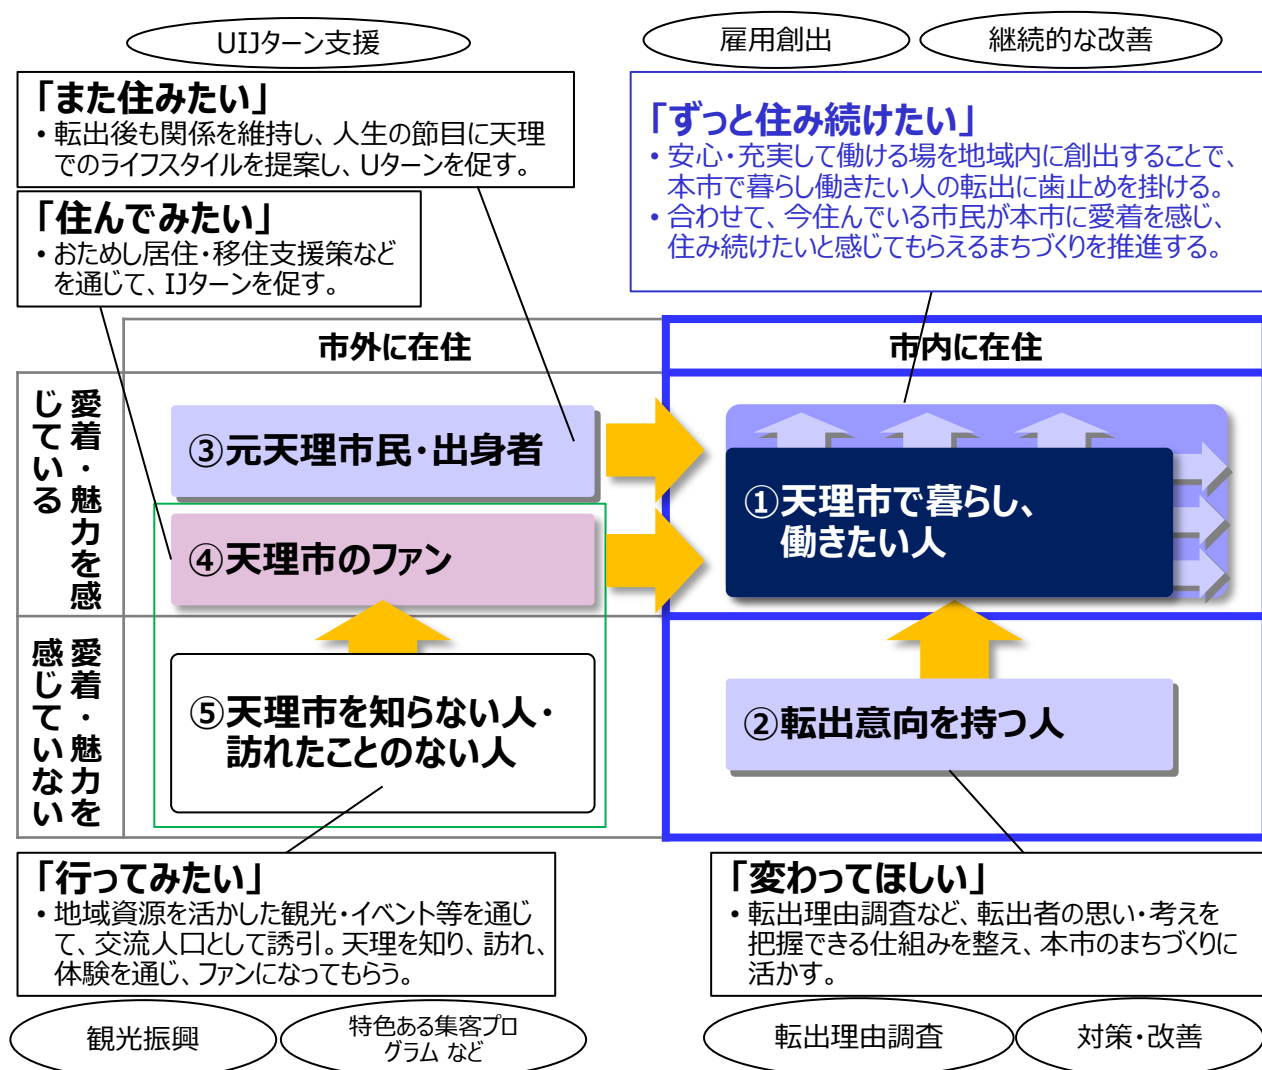 UIJターン支援
雇用創出
継続的な改善
「また住みたい」
• 転出後も関係を維持し、人生の節目に天理
でのライフスタイルを提案し、Uターンを促す。
「住んでみたい」
• おためし居住・移住支援策など
を通じて、IJターンを促す。
「ずっと住み続けたい」
• 安心・充実して働ける場を地域内に創出することで、
本市で暮らし働きたい人の転出に歯止めを掛ける。
• 合わせて、今住んでいる市民が本市に愛着を感じ、
住み続けたいと感じてもらえるまちづくりを推進する。
市外に在住
市内に在住
愛着・魅力を感
じている
③元天理市民・出身者
④天理市のファン
①天理市で暮らし、
働きたい人
愛着・魅力を
感じていない
⑤天理市を知らない人・
訪れたことのない人
②転出意向を持つ人
「行ってみたい」
• 地域資源を活かした観光・イベント等を通じ
て、交流人口として誘引。天理を知り、訪れ、
体験を通じ、ファンになってもらう。
「変わってほしい」
• 転出理由調査など、転出者の思い・考えを
把握できる仕組みを整え、本市のまちづくりに
活かす。
観光振興
特色ある集客プロ
グラム など
転出理由調査
対策・改善